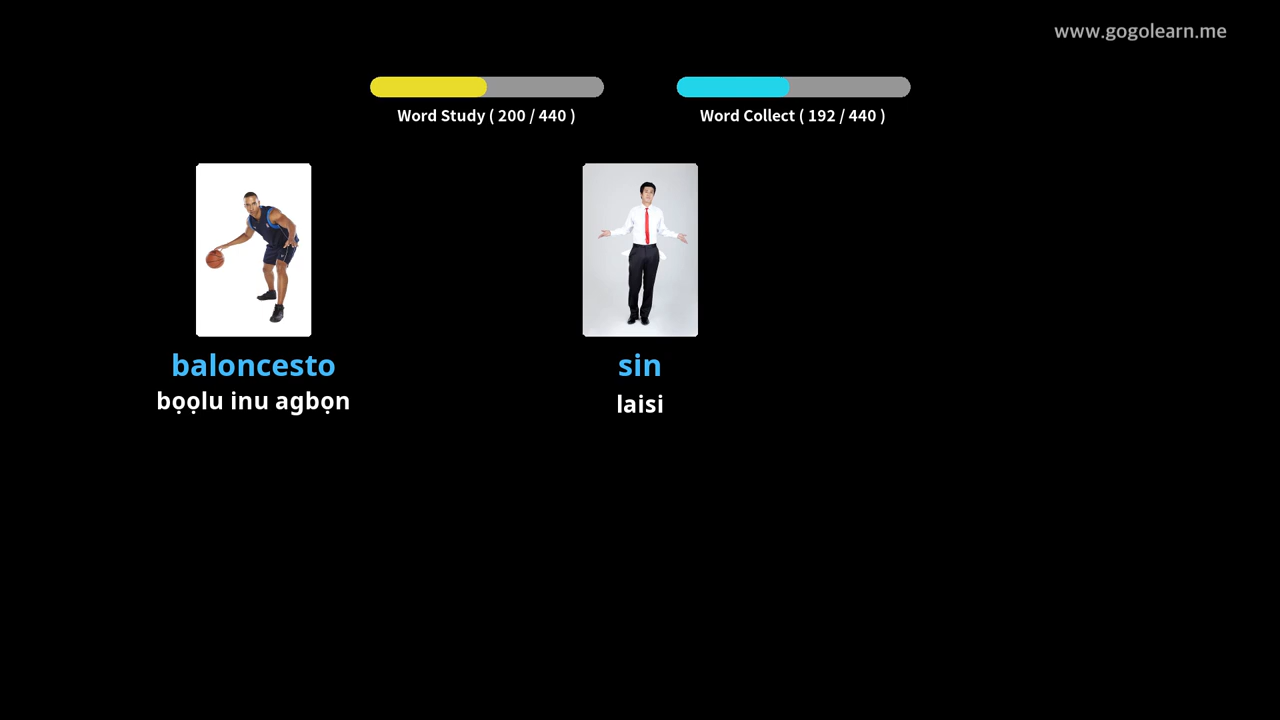 www.gogolearn.me
Word Study ( 200 / 440 )
Word Collect ( 192 / 440 )
baloncesto
bọọlu inu agbọn
sin
laisi